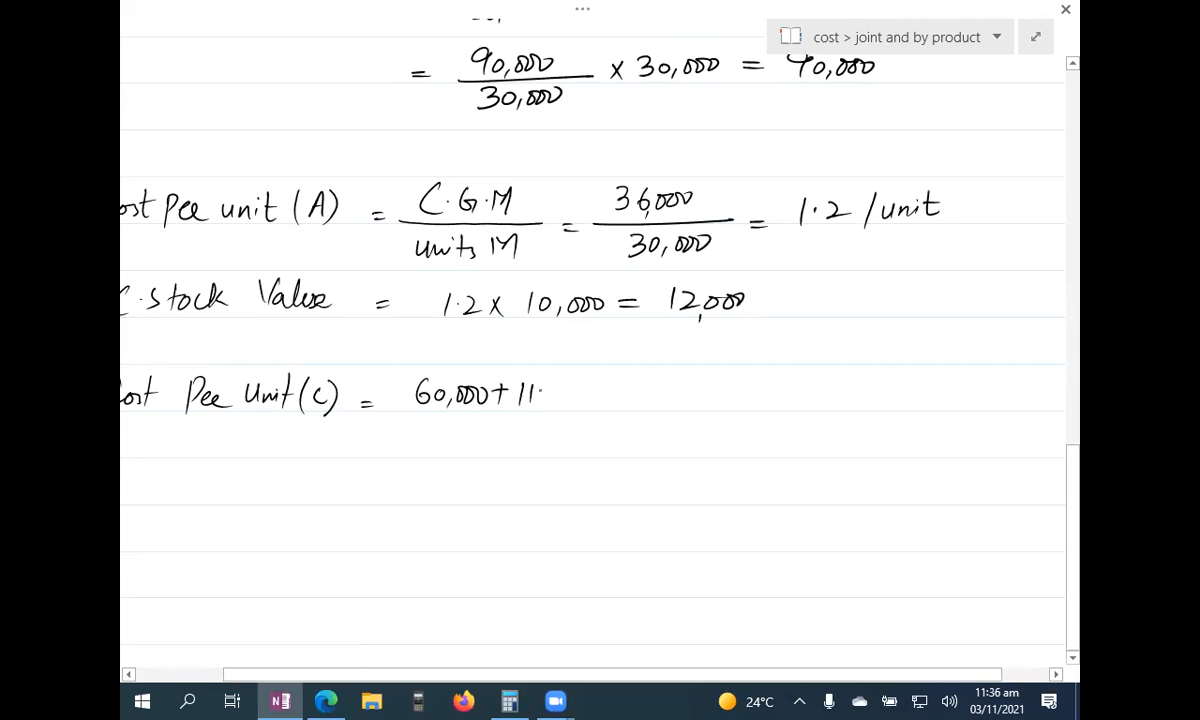 cost > joint and by product
= 90,000 / 30,000 x 30,000 = 90,000
ost Per unit (A) = C.G.M / units M = 36,000 / 30,000 = 1.2 /unit
C.Stock Value = 1.2 x 10,000 = 12,000
Cost Per Unit (C) = 60,000 + 11
24°C
11:36 am
03/11/2021